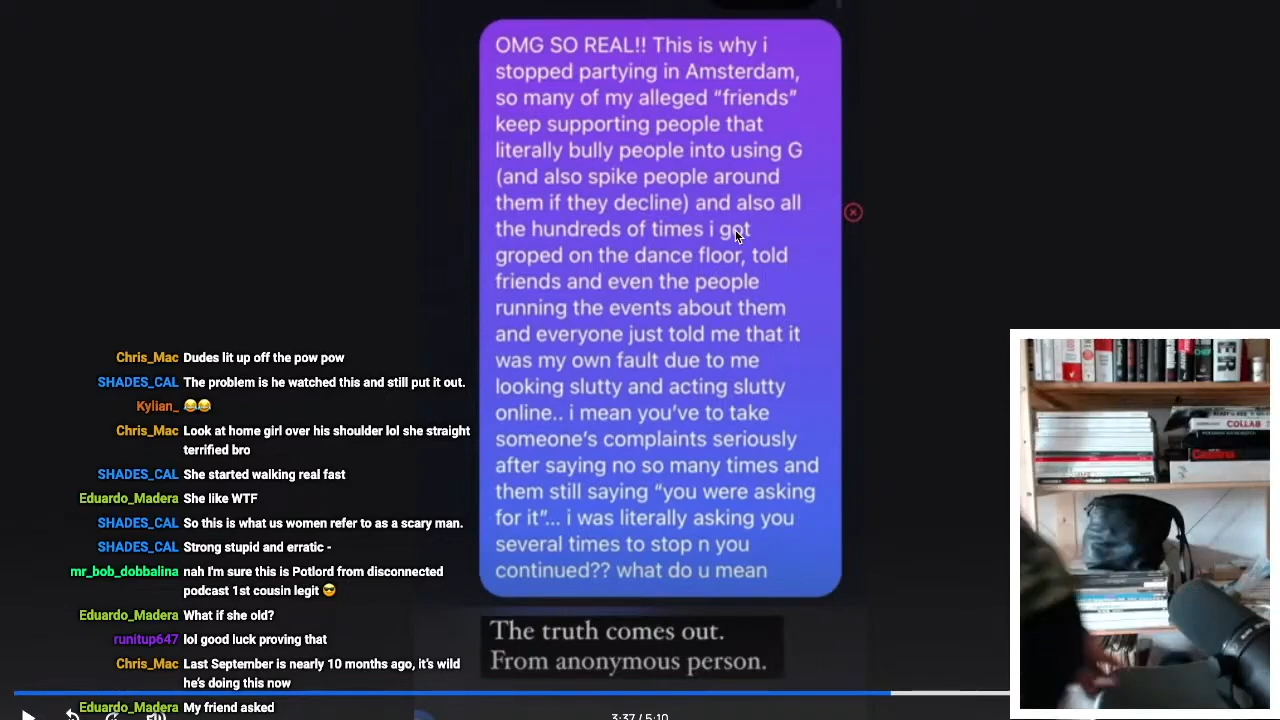 OMG SO REAL!! This is why i
stopped partying in Amsterdam,
so many of my alleged “friends”
keep supporting people that
literally bully people into using G
(and also spike people around
them if they decline) and also all
the hundreds of times i got
groped on the dance floor, told
friends and even the people
running the events about them
and everyone just told me that it
was my own fault due to me
looking slutty and acting slutty
online.. i mean you’ve to take
someone’s complaints seriously
after saying no so many times and
them still saying “you were asking
for it”... i was literally asking you
several times to stop n you
continued?? what do u mean
The truth comes out.
From anonymous person.
Chris_Mac Dudes lit up off the pow pow
SHADES_CAL The problem is he watched this and still put it out.
Kylian_ 😂😂
Chris_Mac Look at home girl over his shoulder lol she straight
terrified here
SHADES_CAL She started walking real fast
Eduardo_Madera She like WTF
SHADES_CAL So this is what us women refer to as a scary man.
SHADES_CAL Strong stupid and erratic -
mr_bob_dobbalina nah I'm sure this is Potlord from disconnected
podcast 1st cousin legit 😎
Eduardo_Madera What if she old?
runitup647 lol good luck proving that
Chris_Mac Last September is nearly 10 months ago, it’s wild
he’s doing this now
Eduardo_Madera My friend asked
3:37 / 5:10
COLLAB